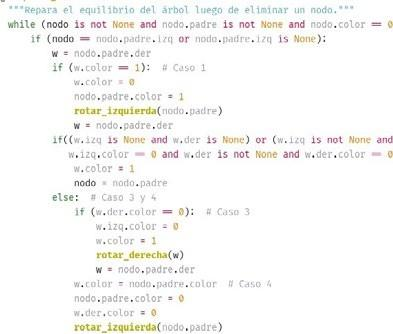 """Repara el equilibrio del árbol luego de eliminar un nodo."""
while (nodo is not None and nodo.padre is not None and nodo.color == 0
if (nodo == nodo.padre.izq or nodo.padre.izq is None):
w = nodo.padre.der
if (w.color == 1): # Caso 1
w.color = 0
nodo.padre.color = 1
rotar_izquierda(nodo.padre)
w = nodo.padre.der
if((w.izq is None and w.der is None) or (w.izq is not None and
w.izq.color == 0 and w.der is not None and w.der.color == 0
w.color = 1
nodo = nodo.padre
else: # Caso 3 y 4
if (w.der.color == 0): # Caso 3
w.izq.color = 0
w.color = 1
rotar_derecha(w)
w = nodo.padre.der
w.color = nodo.padre.color # Caso 4
nodo.padre.color = 0
w.der.color = 0
rotar_izquierda(nodo.padre)